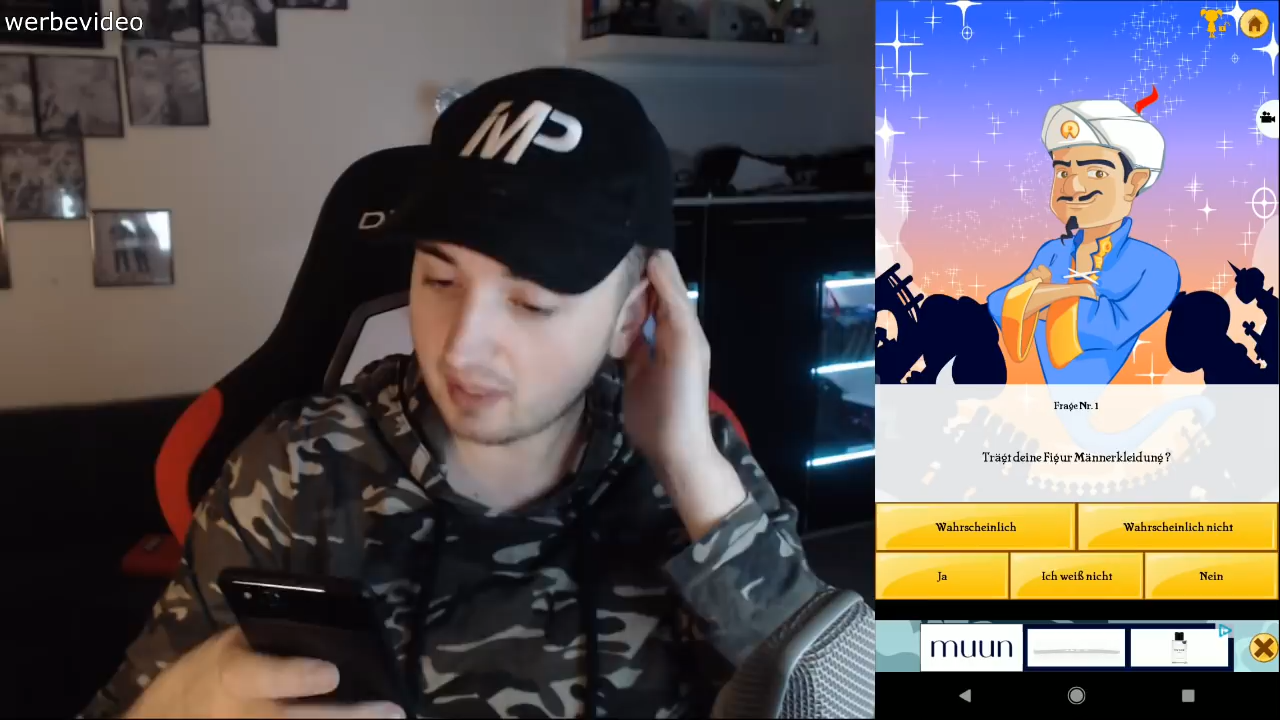 werbevideo
MP
Frage Nr. 1
Trägt deine Figur Männerkleidung?
Wahrscheinlich
Wahrscheinlich nicht
Ja
Ich weiß nicht
Nein
muun